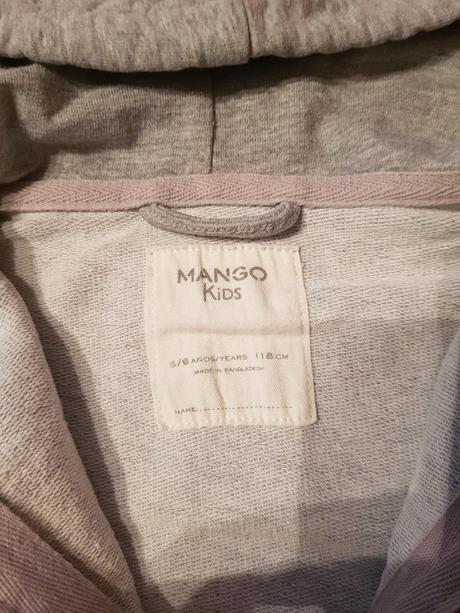 MANGO
KiDS
5/6 AÑOS/YEARS 118 CM
MADE IN BANGLADESH
NAME:....................